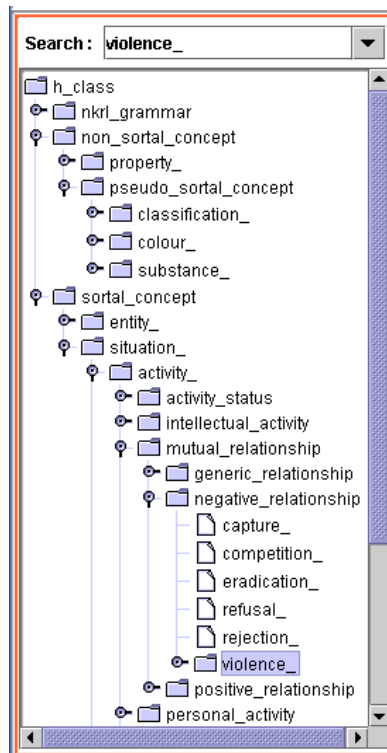 Search : violence_
h_class
nkrl_grammar
non_sortal_concept
property_
pseudo_sortal_concept
classification_
colour_
substance_
sortal_concept
entity_
situation_
activity_
activity_status
intellectual_activity
mutual_relationship
generic_relationship
negative_relationship
capture_
competition_
eradication_
refusal_
rejection_
violence_
positive_relationship
personal_activity